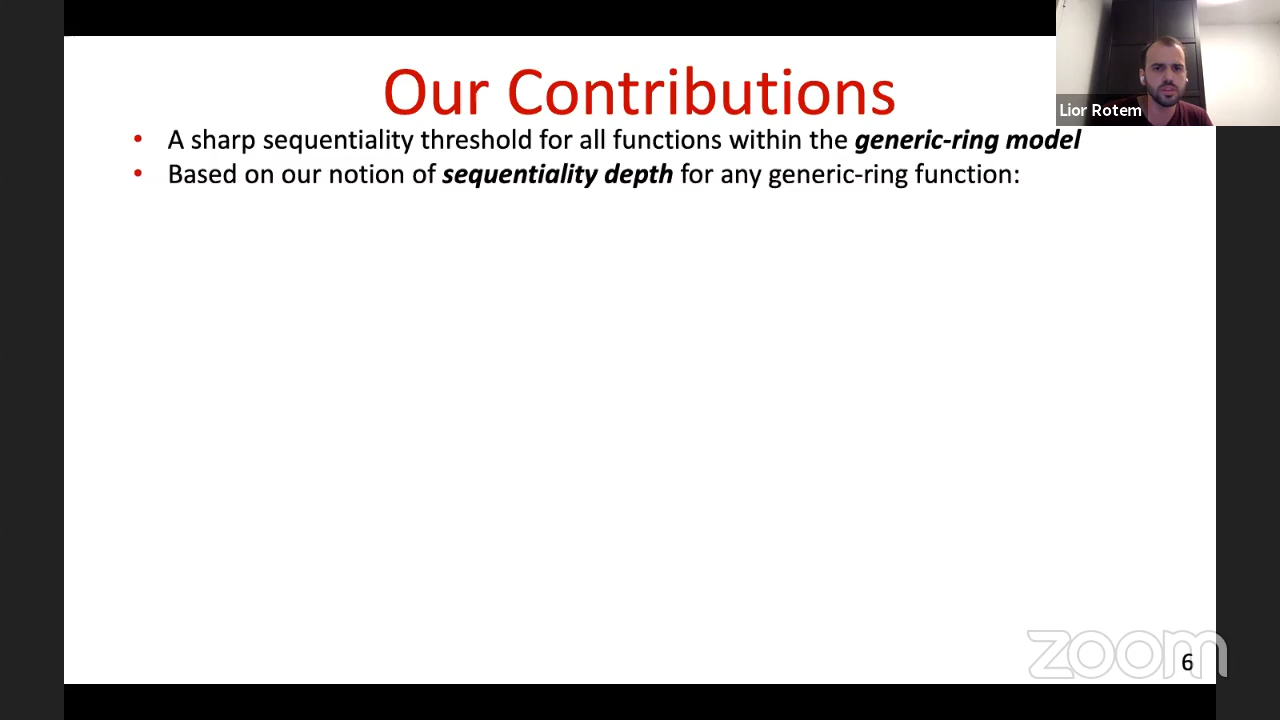 Our Contributions
Lior Rotem
• A sharp sequentiality threshold for all functions within the generic-ring model
• Based on our notion of sequentiality depth for any generic-ring function:
zoom
6